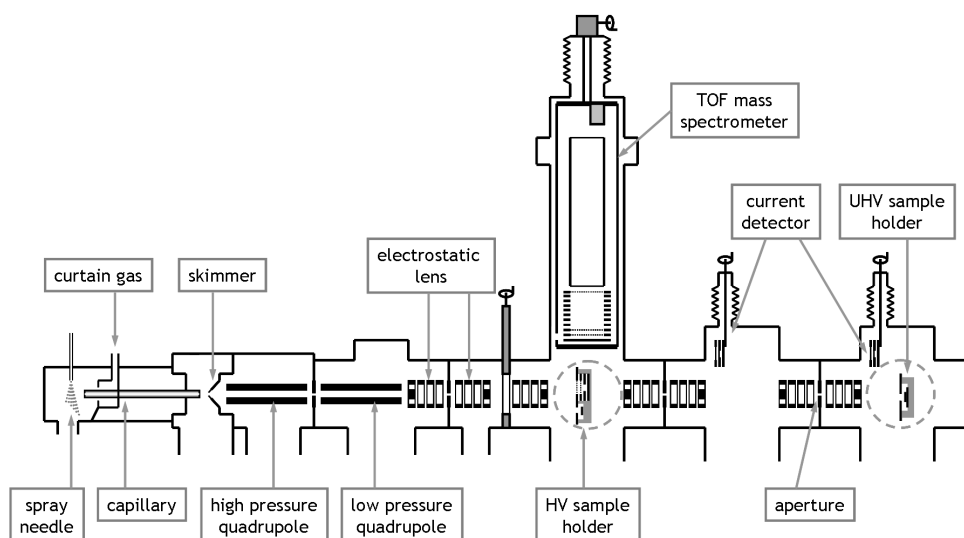 TOF mass
spectrometer
current
detector
UHV sample
holder
electrostatic
lens
curtain gas
skimmer
spray
needle
capillary
high pressure
quadrupole
low pressure
quadrupole
HV sample
holder
aperture